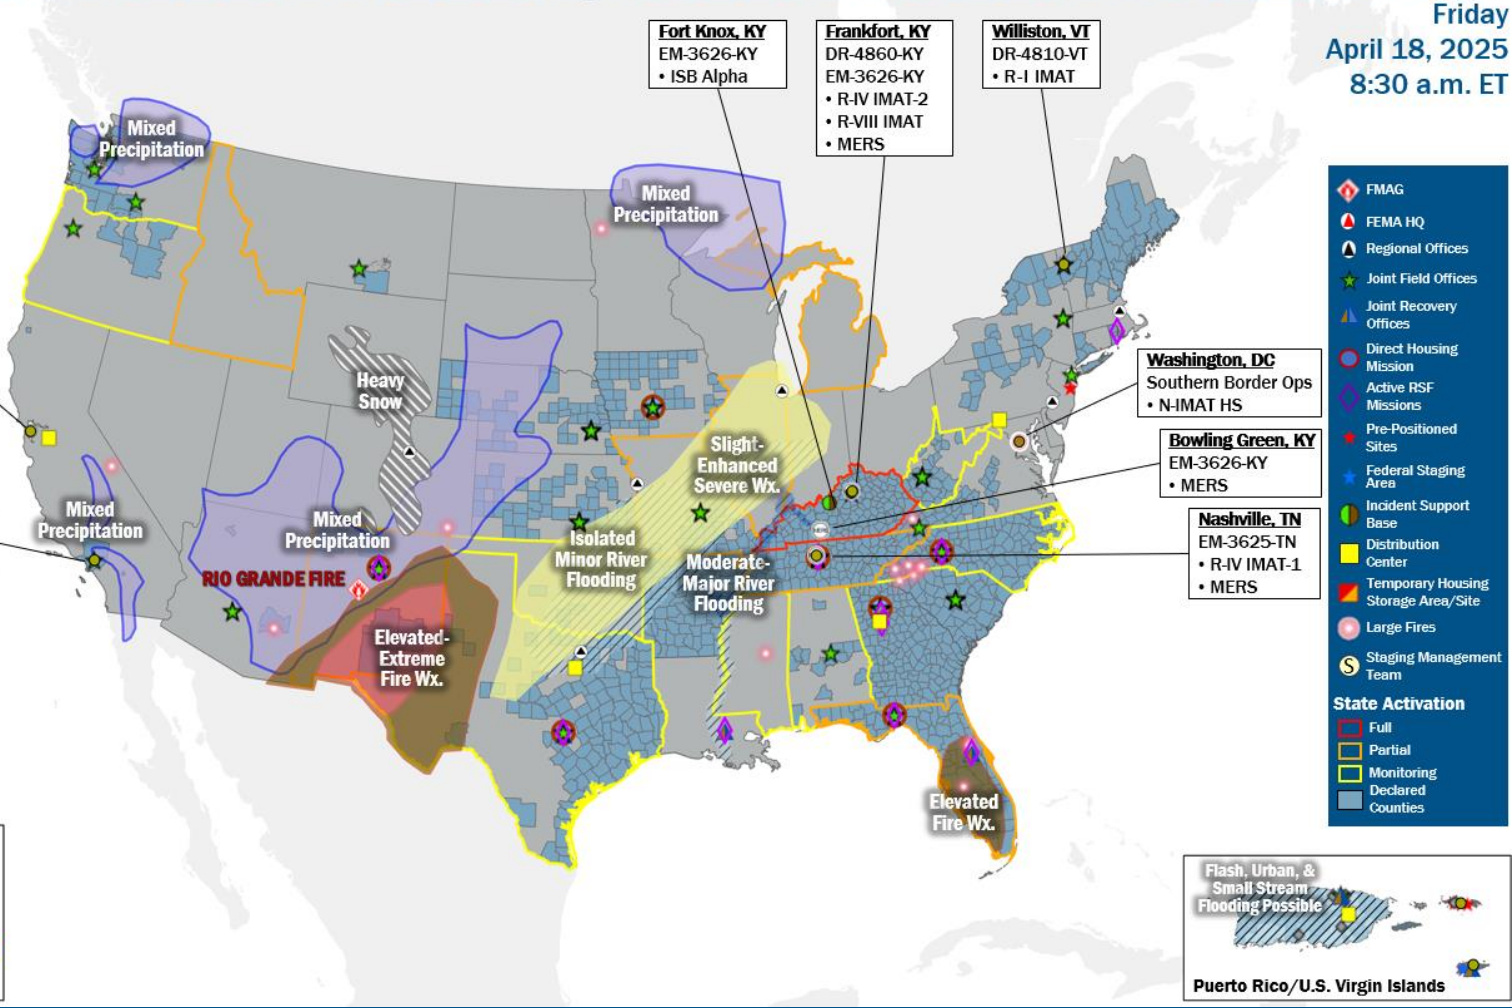 Friday
April 18, 2025
8:30 a.m. ET
Fort Knox, KY
EM-3626-KY
• ISB Alpha
Frankfort, KY
DR-4860-KY
EM-3626-KY
• R-IV IMAT-2
• R-VIII IMAT
• MERS
Williston, VT
DR-4810-VT
• R-I IMAT
Mixed
Precipitation
Mixed
Precipitation
Heavy
Snow
Washington, DC
Southern Border Ops
• N-IMAT HS
Bowling Green, KY
EM-3626-KY
• MERS
Nashville, TN
EM-3625-TN
• R-IV IMAT-1
• MERS
Slight-
Enhanced
Severe Wx.
Mixed
Precipitation
Mixed
Precipitation
Isolated
Minor River
Flooding
Moderate-
Major River
Flooding
RIO GRANDE FIRE
Elevated-
Extreme
Fire Wx.
Elevated
Fire Wx.
FMAG
FEMA HQ
Regional Offices
Joint Field Offices
Joint Recovery
Offices
Direct Housing
Mission
Active RSF
Missions
Pre-Positioned
Sites
Federal Staging
Area
Incident Support
Base
Distribution
Center
Temporary Housing
Storage Area/Site
Large Fires
S
Staging Management
Team
State Activation
Full
Partial
Monitoring
Declared
Counties
Flash, Urban, &
Small Stream
Flooding Possible
Puerto Rico/U.S. Virgin Islands